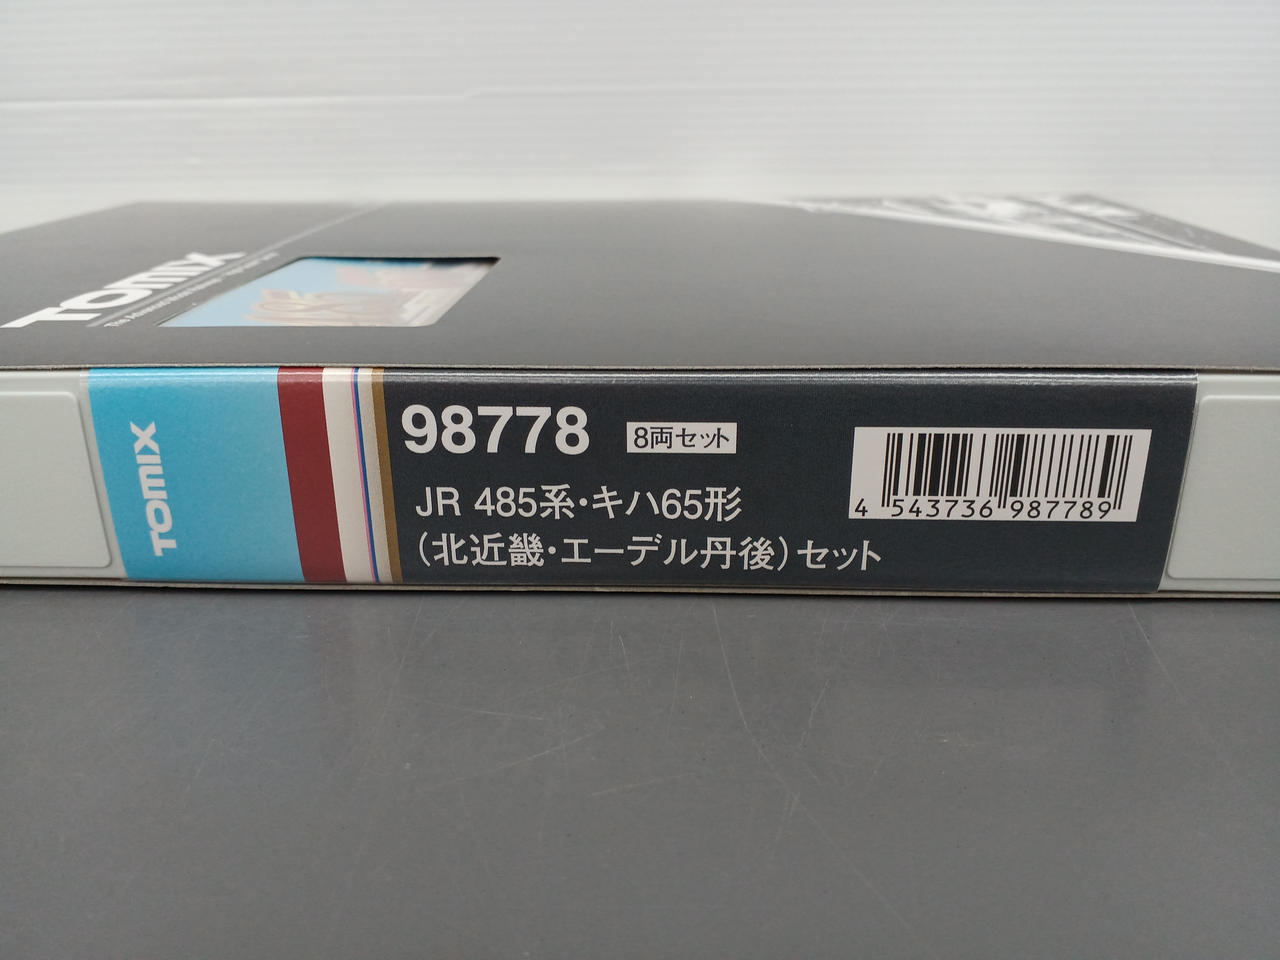 TOMIX
TOMIX
98778 8両セット
JR 485系・キハ65形
(北近畿・エーデル丹後)セット
4 543736 987789